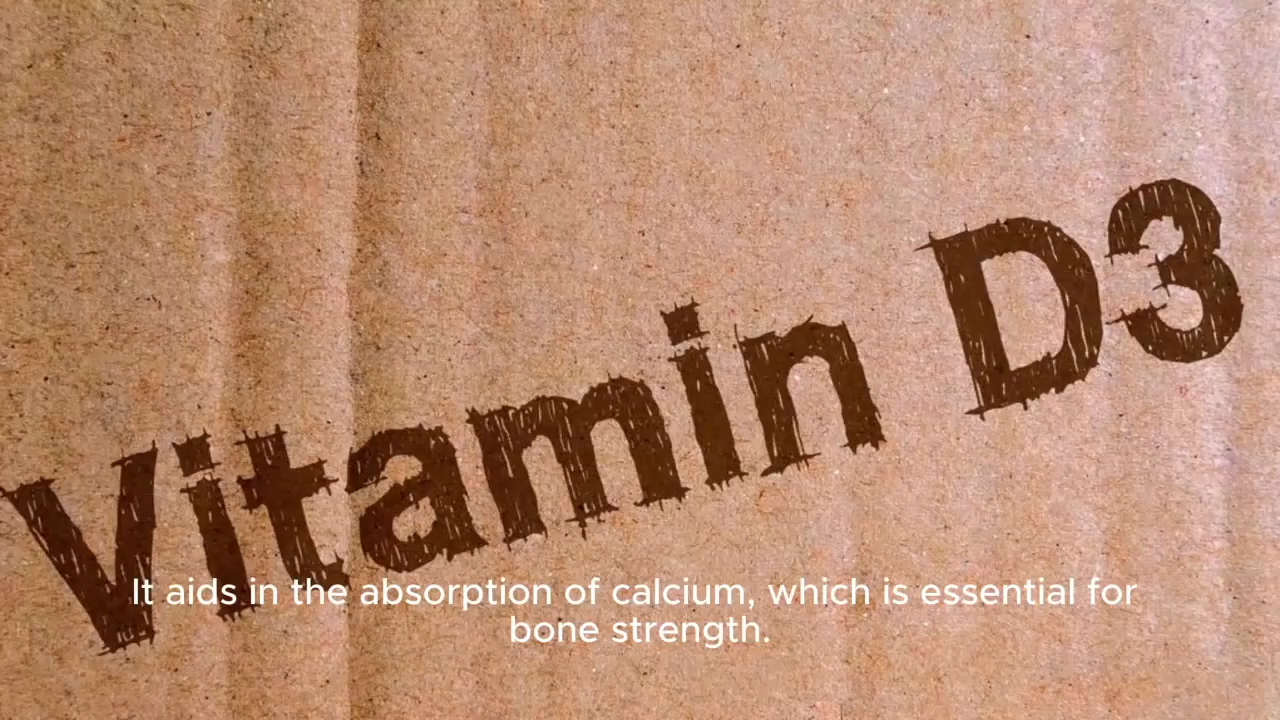 Vitamin D3
It aids in the absorption of calcium, which is essential for
bone strength.